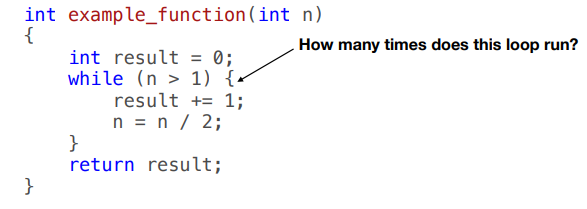 int example_function(int n)
{
How many times does this loop run?
    int result = 0;
    while (n > 1) {
        result += 1;
        n = n / 2;
    }
    return result;
}